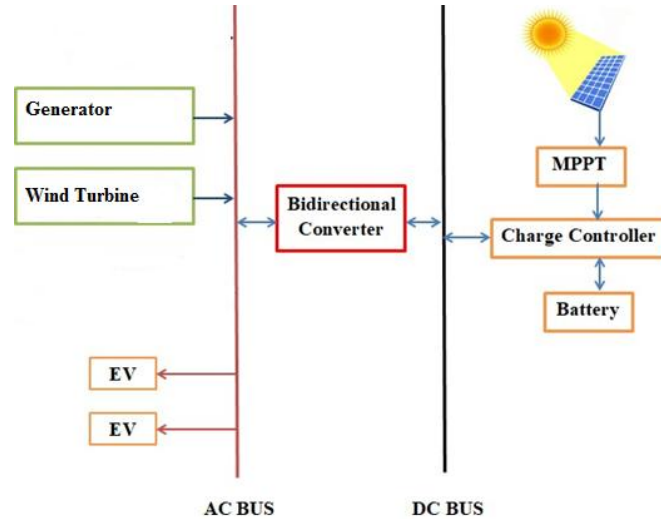 Generator
Wind Turbine
Bidirectional
Converter
MPPT
Charge Controller
Battery
EV
EV
AC BUS
DC BUS